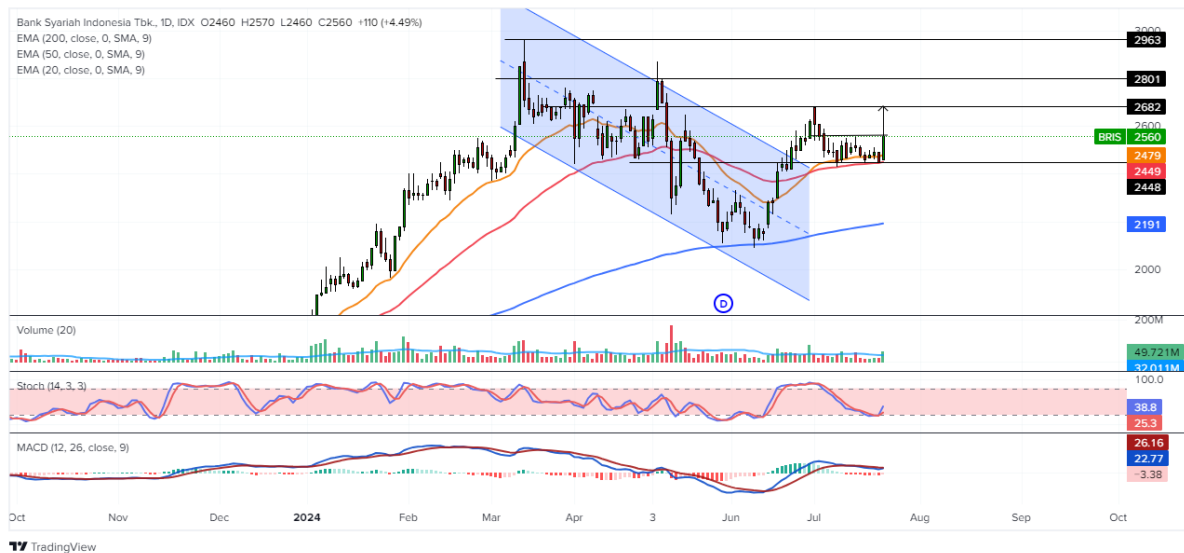 Bank Syariah Indonesia Tbk., 1D, IDX O2460 H2570 L2460 C2560 +110 (+4.49%)
EMA (200, close, 0, SMA, 9)
EMA (50, close, 0, SMA, 9)
EMA (20, close, 0, SMA, 9)
3000
2963
2801
2682
2600
BRIS 2560
2479
2449
2448
2191
2000
D
Volume (20)
200M
49.721M
32.011M
Stoch (14, 3, 3)
100.0
38.8
25.3
MACD (12, 26, close, 9)
26.16
22.77
−3.38
Oct Nov Dec 2024 Feb Mar Apr 3 Jun Jul Aug Sep Oct
TradingView